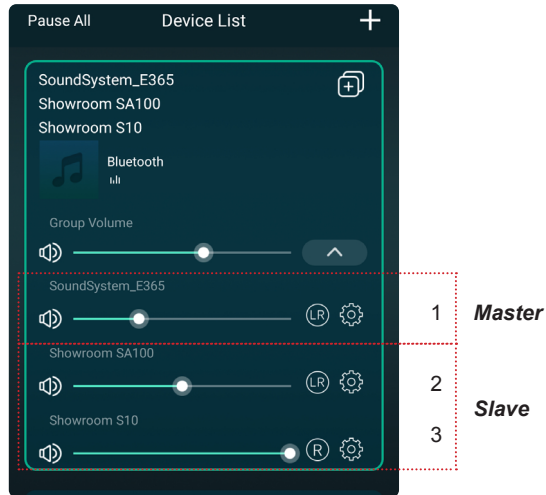 Pause All Device List +
SoundSystem_E365
Showroom SA100
Showroom S10
Bluetooth
Group Volume
SoundSystem_E365
LR 1 Master
Showroom SA100
LR 2
Slave
Showroom S10
R 3